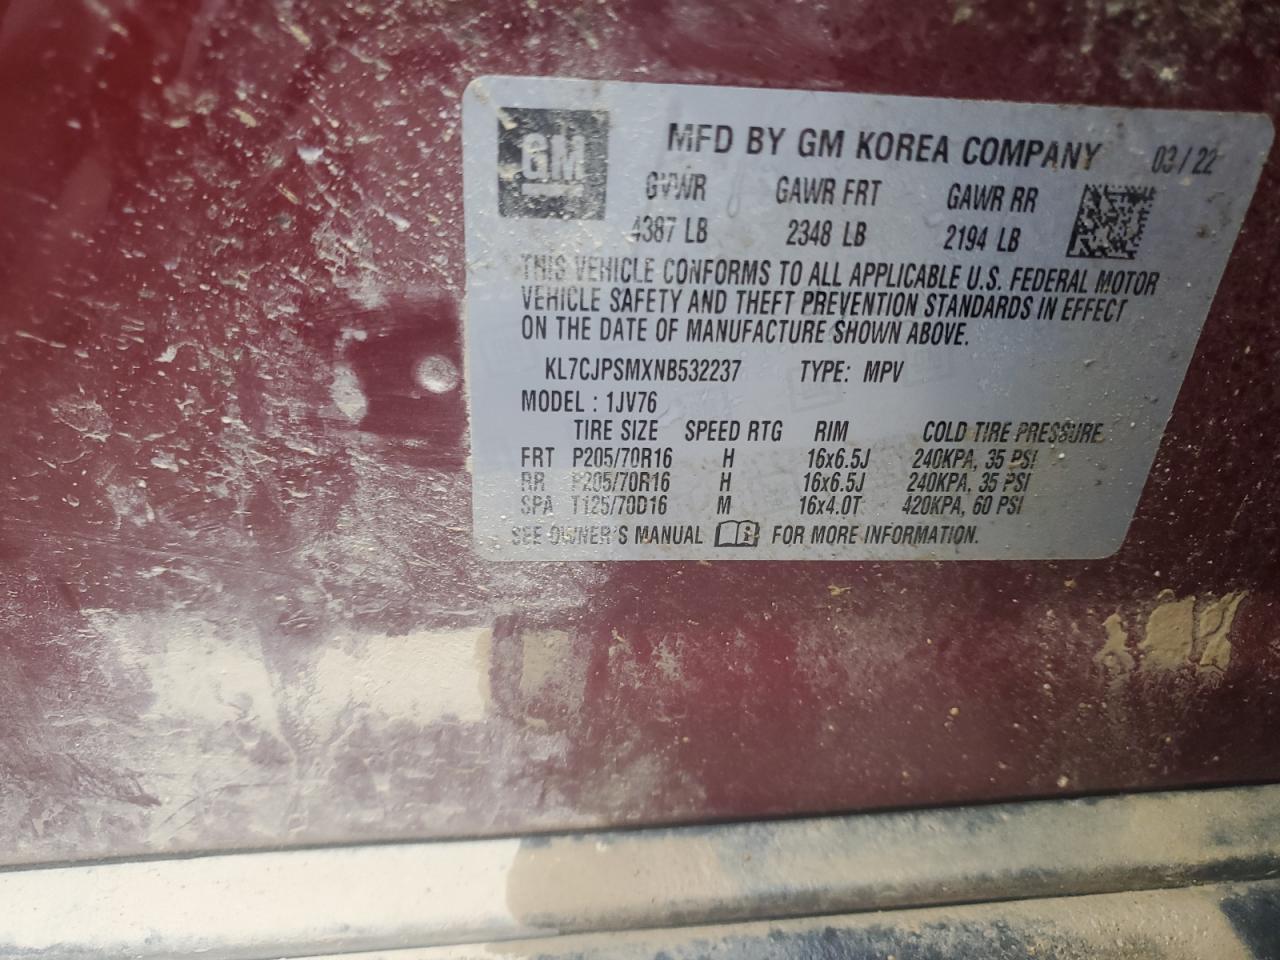 GM
MFD BY GM KOREA COMPANY 03 / 22
GVWR GAWR FRT GAWR RR
4387 LB 2348 LB 2194 LB
THIS VEHICLE CONFORMS TO ALL APPLICABLE U.S. FEDERAL MOTOR
VEHICLE SAFETY AND THEFT PREVENTION STANDARDS IN EFFECT
ON THE DATE OF MANUFACTURE SHOWN ABOVE.
KL7CJPSMXNB532237 TYPE: MPV
MODEL : 1JV76
TIRE SIZE SPEED RTG RIM COLD TIRE PRESSURE
FRT P205/70R16 H 16x6.5J 240KPA, 35 PSI
RR P205/70R16 H 16x6.5J 240KPA, 35 PSI
SPA T125/70D16 M 16x4.0T 420KPA, 60 PSI
SEE OWNER'S MANUAL FOR MORE INFORMATION.